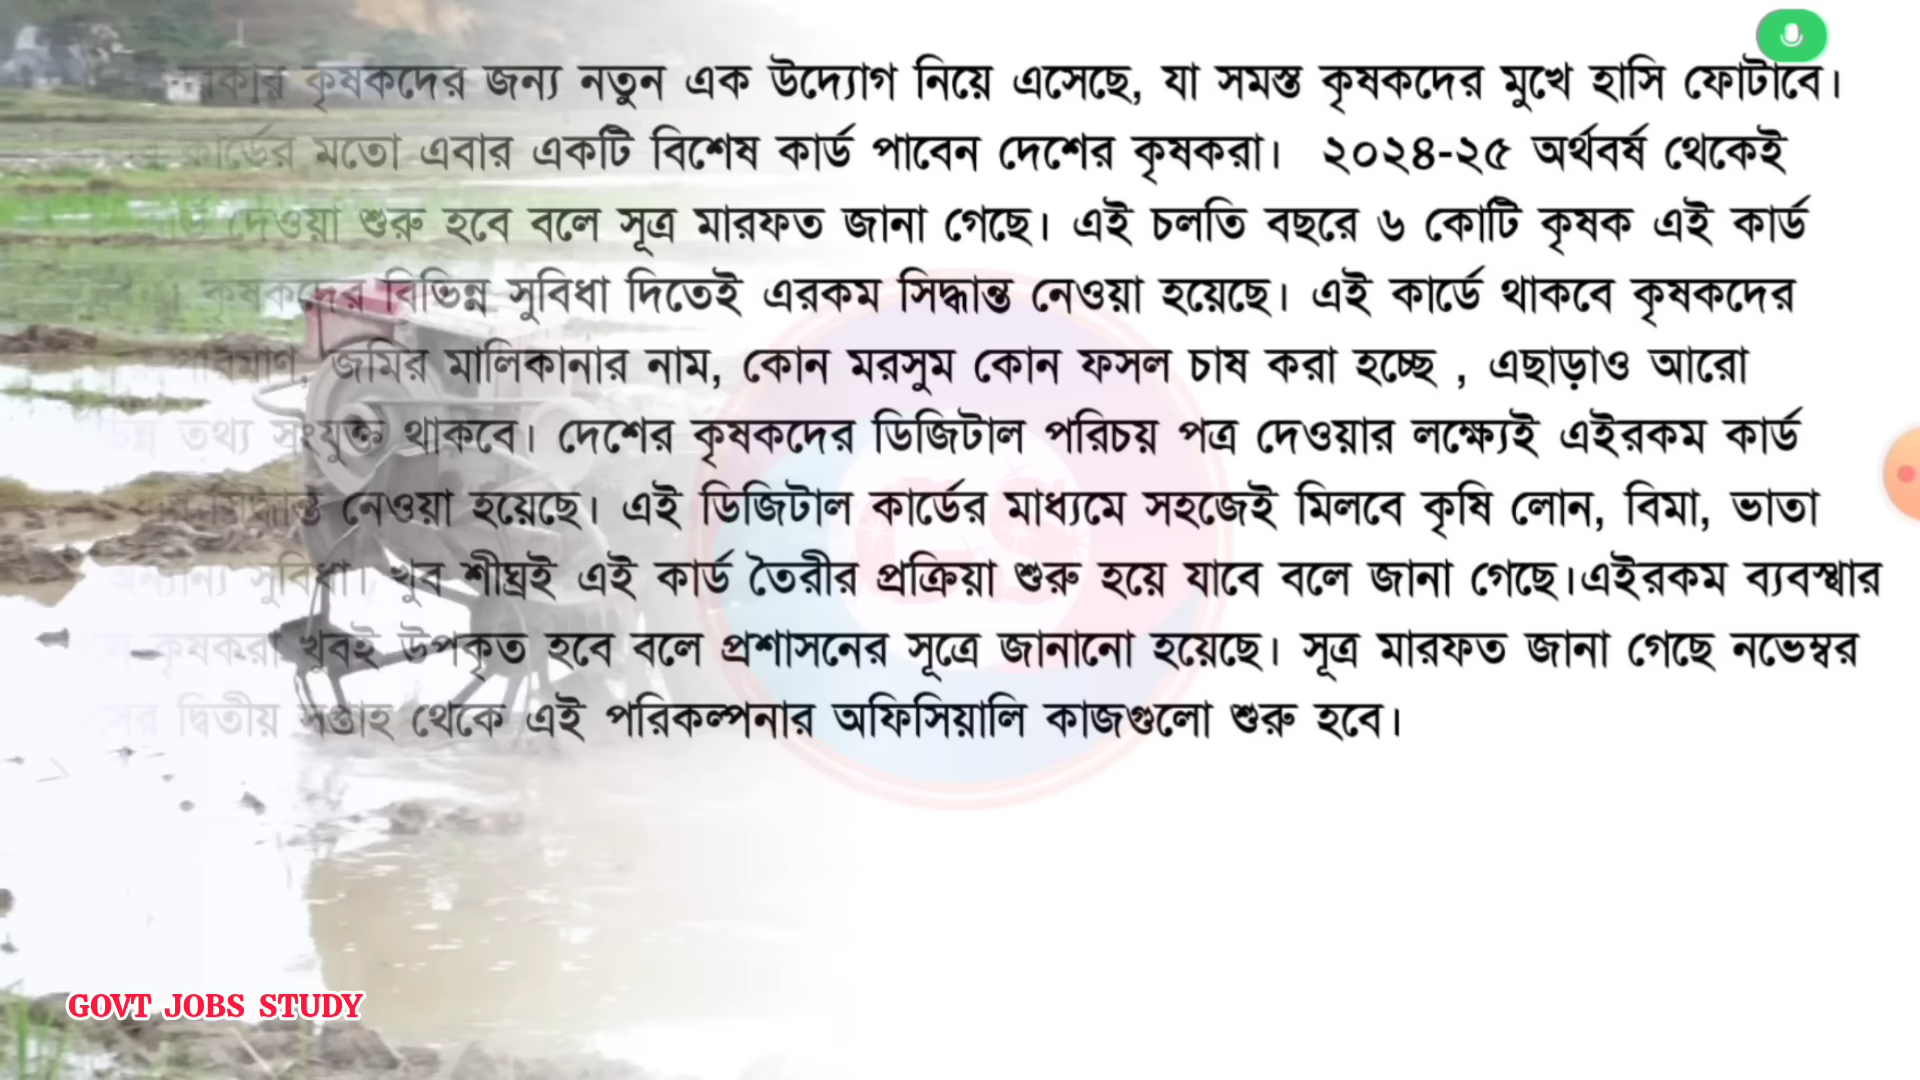 কৃষকদের জন্য নতুন এক উদ্যোগ নিয়ে এসেছে, যা সমস্ত কৃষকদের মুখে হাসি ফোটাবে।
কার্ডের মতো এবার একটি বিশেষ কার্ড পাবেন দেশের কৃষকরা। ২০২৪-২৫ অর্থবর্ষ থেকেই
কার্ড দেওয়া শুরু হবে বলে সূত্র মারফত জানা গেছে। এই চলতি বছরে ৬ কোটি কৃষক এই কার্ড
কৃষকদের বিভিন্ন সুবিধা দিতেই এরকম সিদ্ধান্ত নেওয়া হয়েছে। এই কার্ডে থাকবে কৃষকদের
পরিমাণ, জমির মালিকানার নাম, কোন মরসুম কোন ফসল চাষ করা হচ্ছে , এছাড়াও আরো
তথ্য সংযুক্ত থাকবে। দেশের কৃষকদের ডিজিটাল পরিচয় পত্র দেওয়ার লক্ষ্যেই এইরকম কার্ড
সিদ্ধান্ত নেওয়া হয়েছে। এই ডিজিটাল কার্ডের মাধ্যমে সহজেই মিলবে কৃষি লোন, বিমা, ভাতা
অন্যান্য সুবিধা। খুব শীঘ্রই এই কার্ড তৈরীর প্রক্রিয়া শুরু হয়ে যাবে বলে জানা গেছে।এইরকম ব্যবস্থার
কৃষকরা খুবই উপকৃত হবে বলে প্রশাসনের সূত্রে জানানো হয়েছে। সূত্র মারফত জানা গেছে নভেম্বর
দ্বিতীয় সপ্তাহ থেকে এই পরিকল্পনার অফিসিয়ালি কাজগুলো শুরু হবে।
GOVT JOBS STUDY